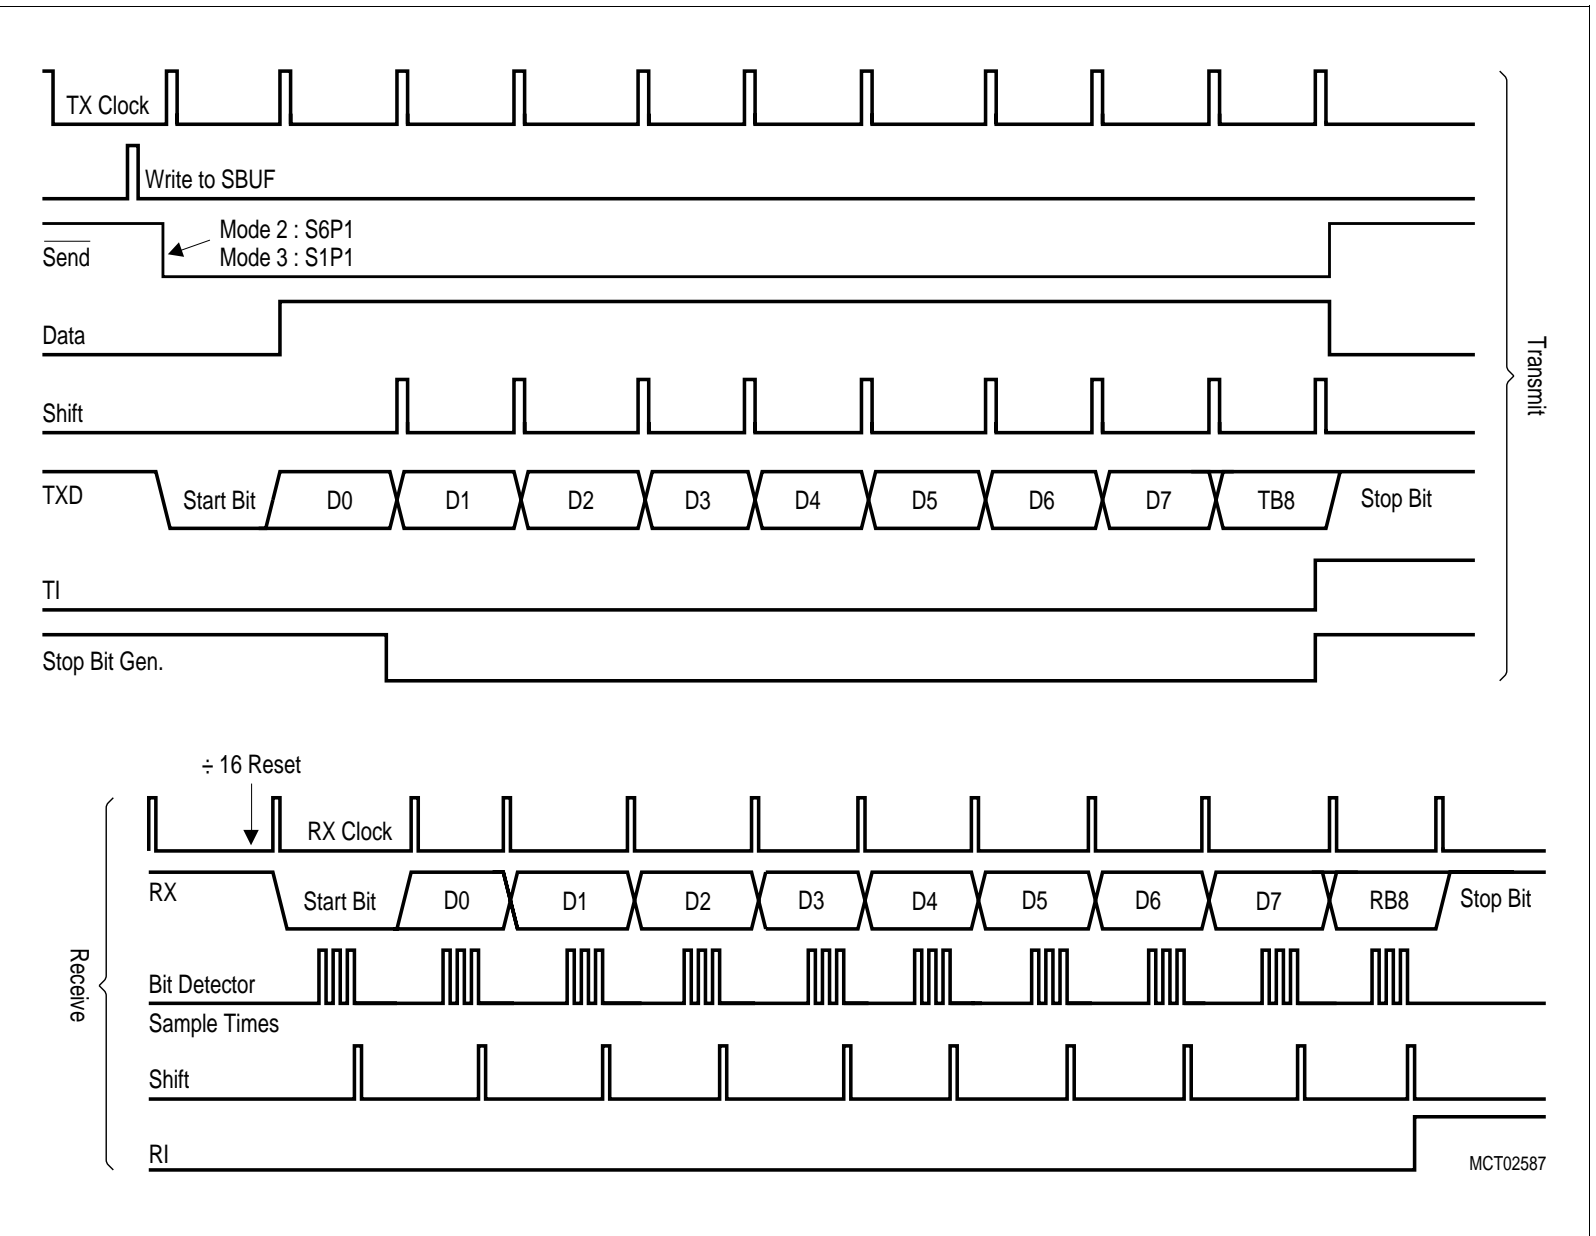 TX Clock
Write to SBUF
Send
Mode 2 : S6P1
Mode 3 : S1P1
Data
Shift
TXD
Start Bit
D0
D1
D2
D3
D4
D5
D6
D7
TB8
Stop Bit
TI
Stop Bit Gen.
Transmit
÷ 16 Reset
RX Clock
RX
Start Bit
D0
D1
D2
D3
D4
D5
D6
D7
RB8
Stop Bit
Bit Detector
Sample Times
Shift
RI
Receive
MCT02587